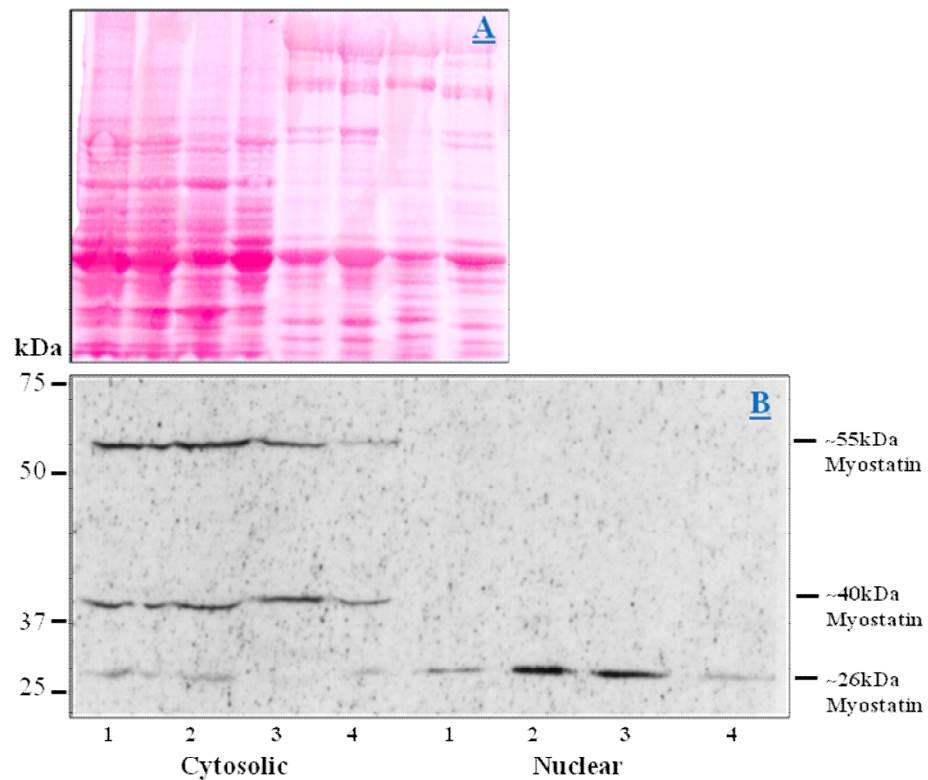 A
kDa
75
B
~55kDa
Myostatin
50
~40kDa
Myostatin
37
~26kDa
Myostatin
25
1 2 3 4 1 2 3 4
Cytosolic Nuclear